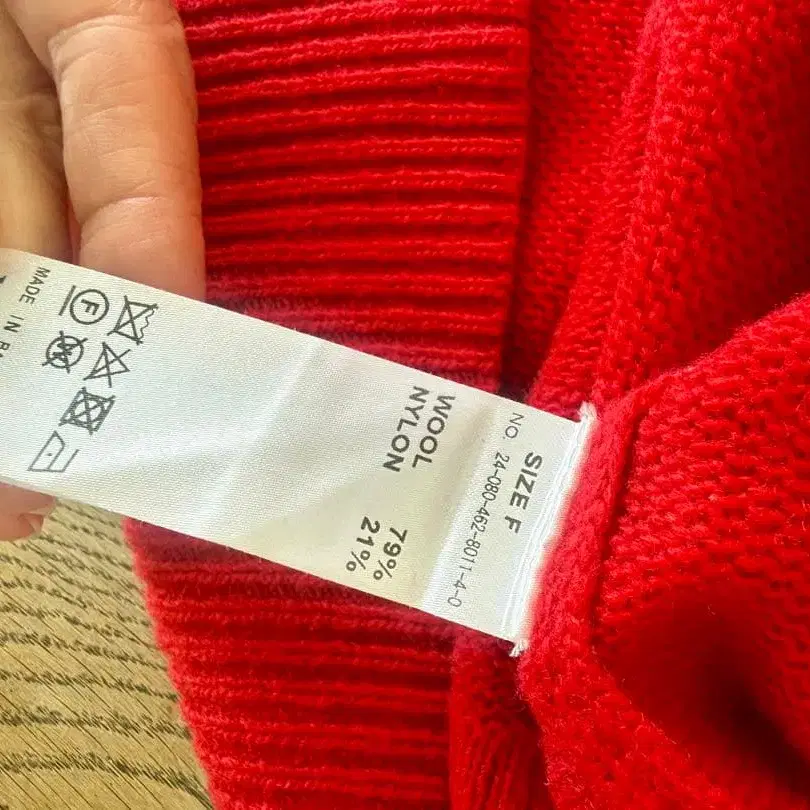 SIZE F
NO. 24-080-462-8011-4-0
WOOL 79%
NYLON 21%
F
MADE IN